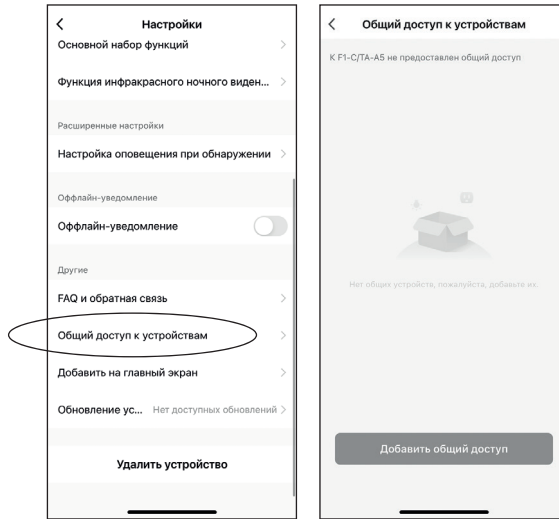 Настройки
Основной набор функций
Функция инфракрасного ночного виден...
Расширенные настройки
Настройка оповещения при обнаружении
Оффлайн-уведомление
Оффлайн-уведомление
Другие
FAQ и обратная связь
Общий доступ к устройствам
Добавить на главный экран
Обновление ус... Нет доступных обновлений
Удалить устройство
Общий доступ к устройствам
К F1-C/TA-A5 не предоставлен общий доступ
Нет общих устройств, пожалуйста, добавьте их.
Добавить общий доступ